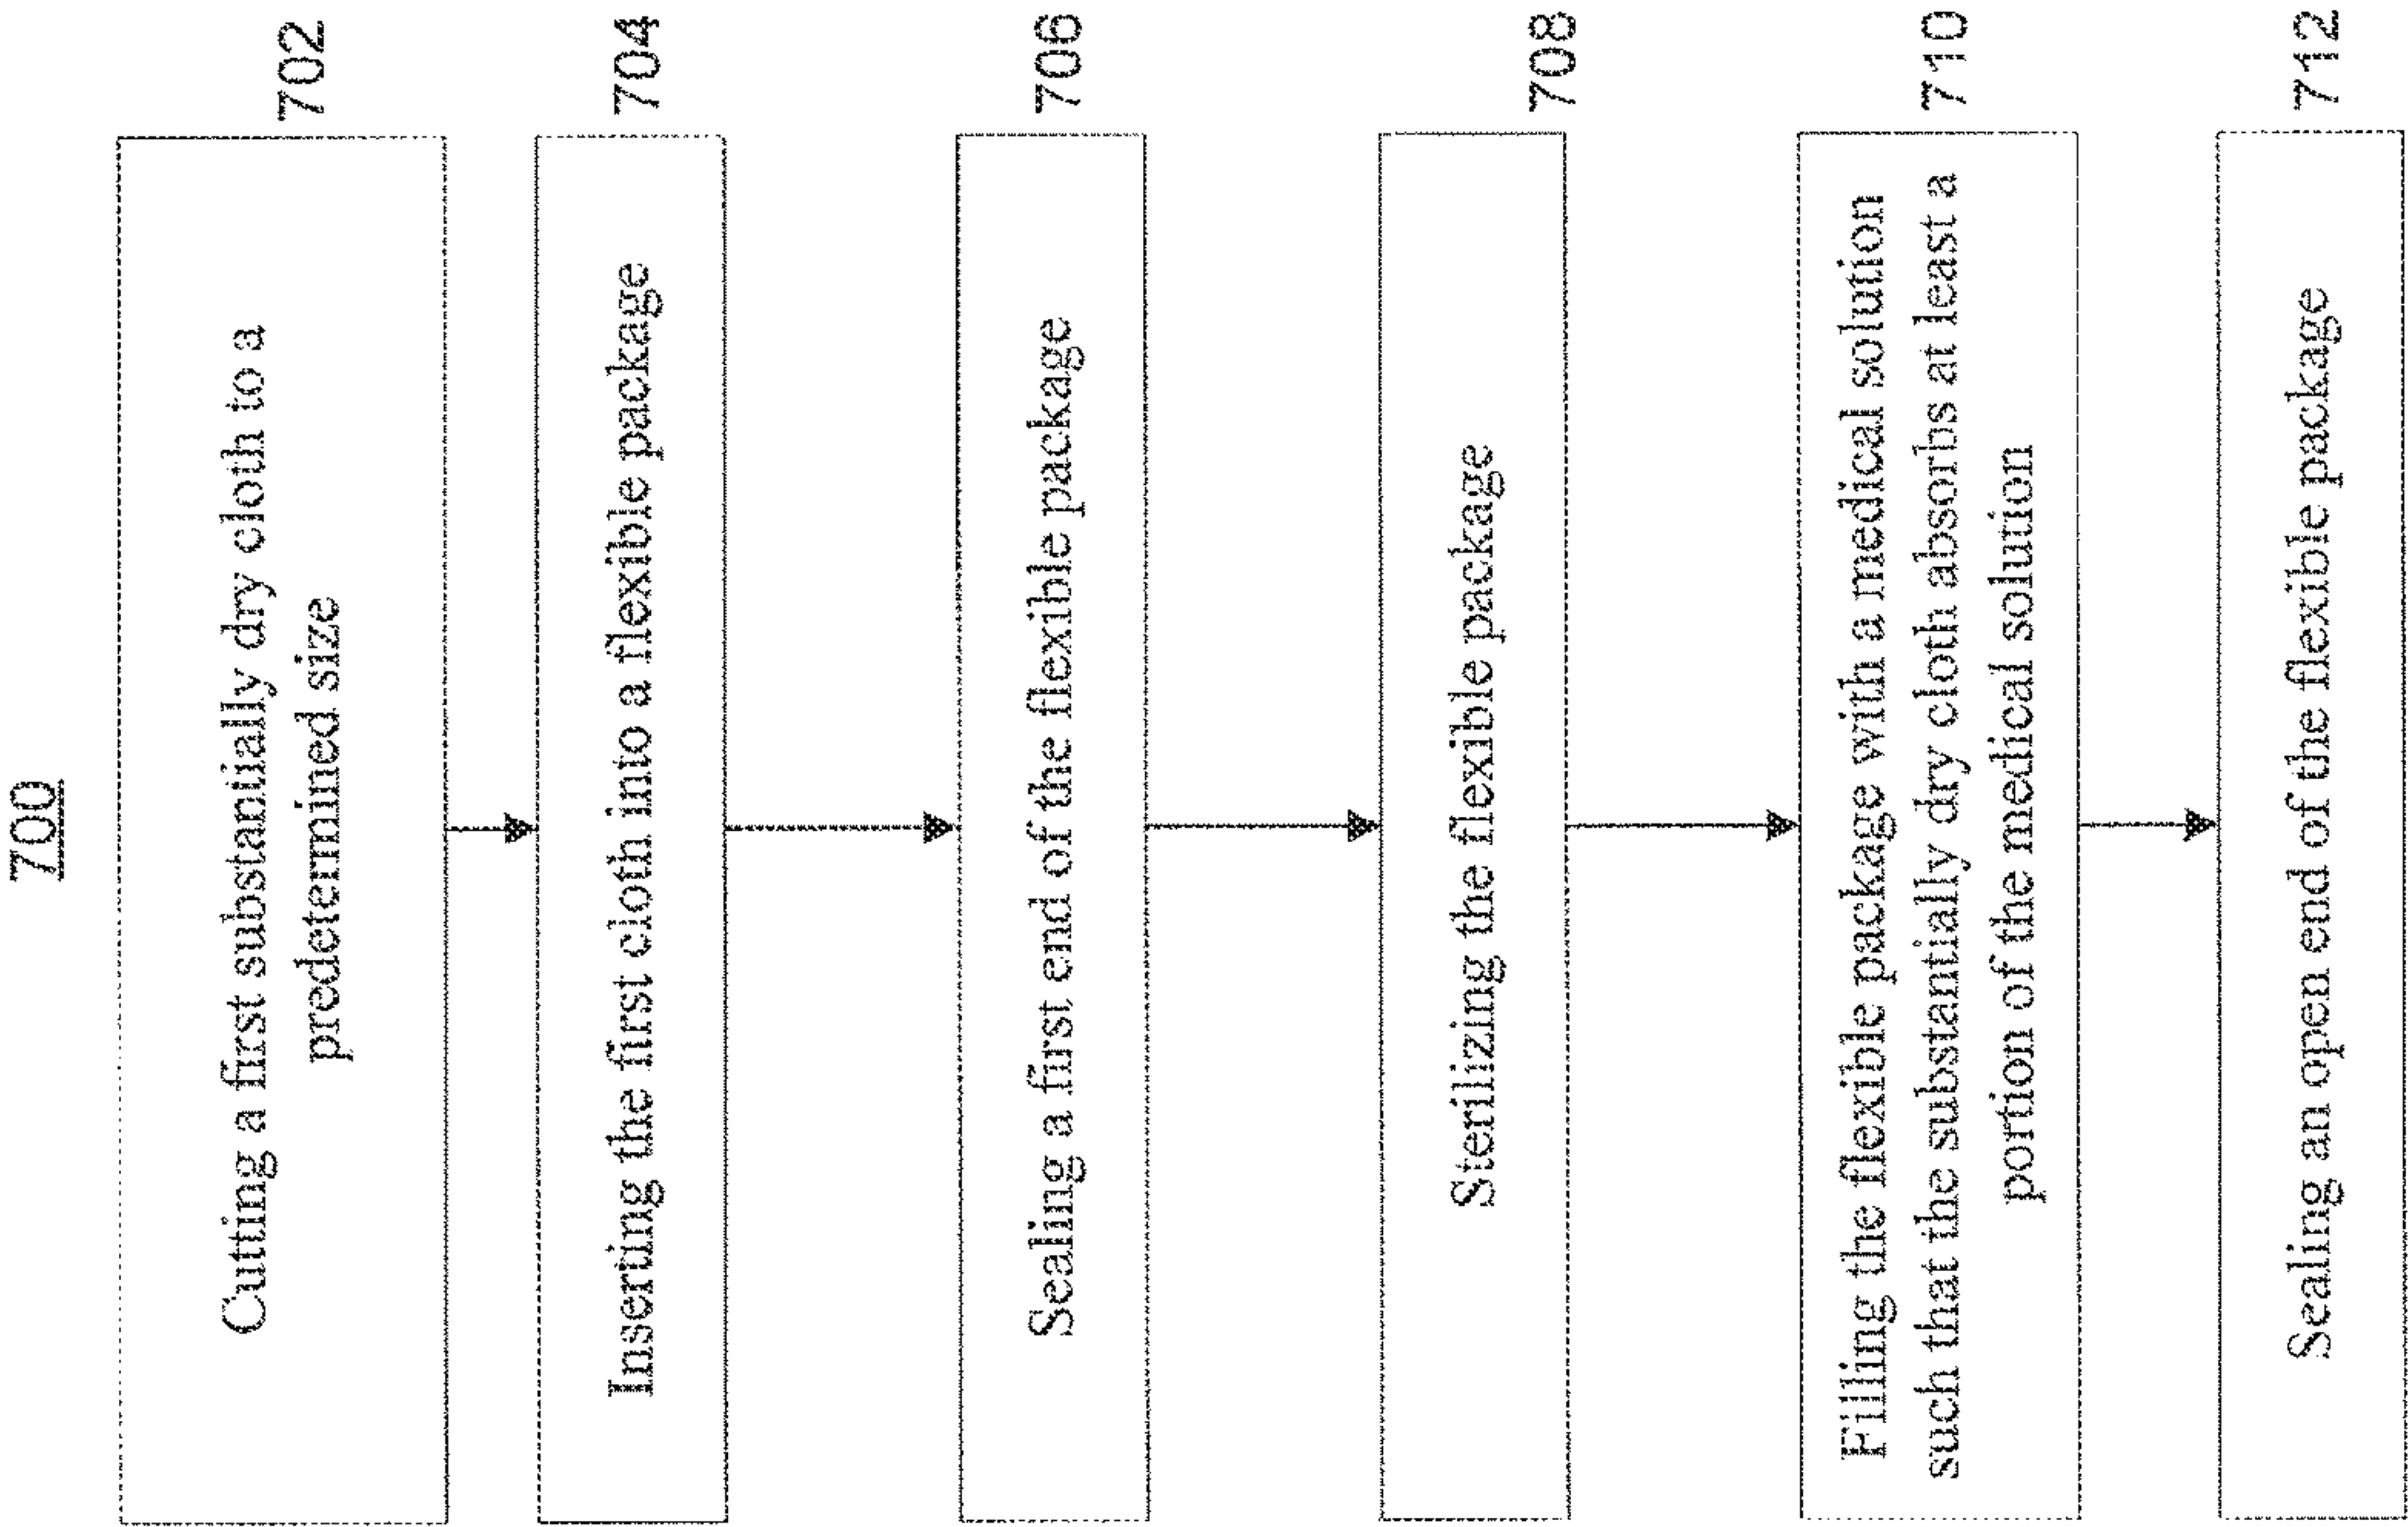 700
Cutting a first substantially dry cloth to a
predetermined size
702
Inserting the first cloth into a flexible package
704
Sealing a first end of the flexible package
706
Sterilizing the flexible package
708
Filling the flexible package with a medical solution
such that the substantially dry cloth absorbs at least a
portion of the medical solution
710
Sealing an open end of the flexible package
712